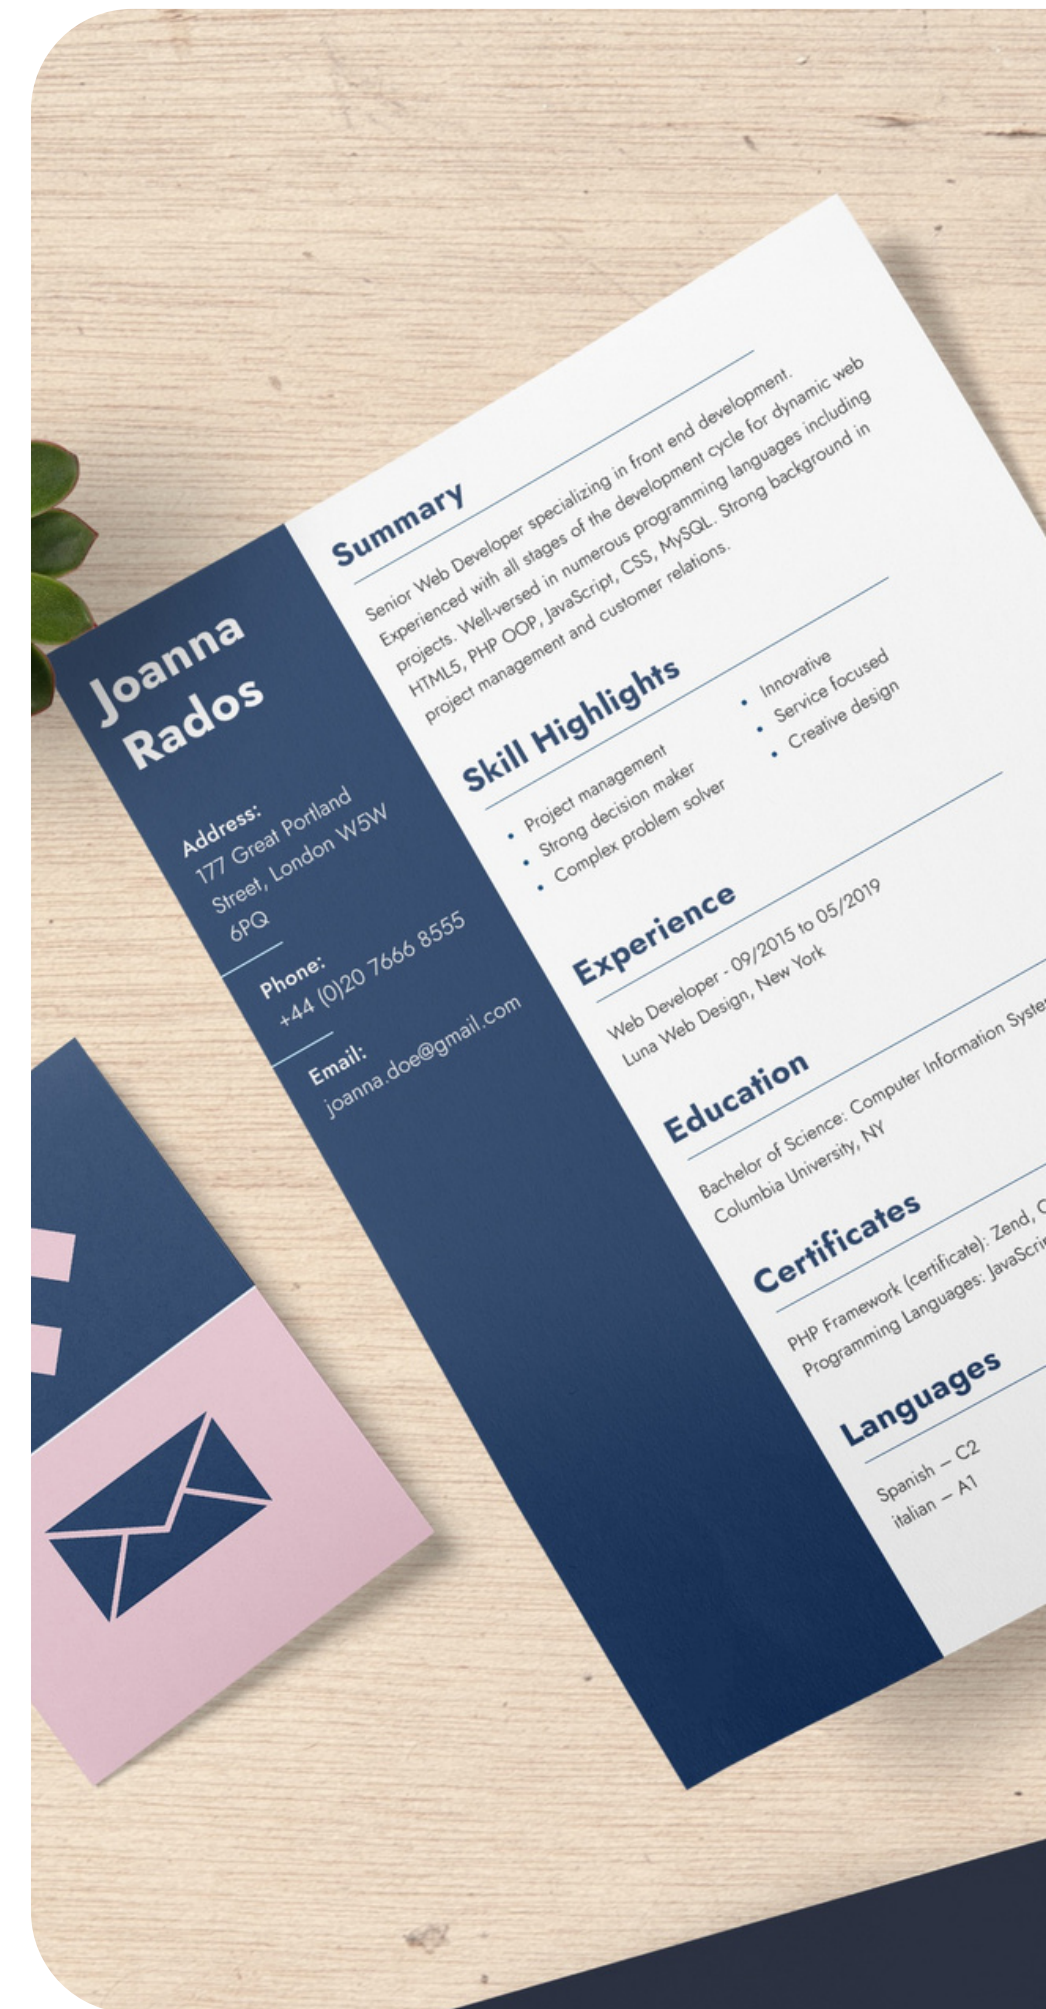 Joanna
Rados
Address:
177 Great Portland
Street, London W5W
6PQ
Phone:
+44 (0)20 7666 8555
Email:
joanna.doe@gmail.com
Summary
Senior Web Developer specializing in front end development.
Experienced with all stages of the development cycle for dynamic web
projects. Well-versed in numerous programming languages including
HTML5, PHP OOP, JavaScript, CSS, MySQL. Strong background in
project management and customer relations.
Skill Highlights
• Project management
• Strong decision maker
• Complex problem solver
• Innovative
• Service focused
• Creative design
Experience
Web Developer - 09/2015 to 05/2019
Luna Web Design, New York
Education
Bachelor of Science: Computer Information
Columbia University, NY
Certificates
PHP Framework (certificate): Zend,
Programming Languages:
Languages
Spanish – C2
italian – A1